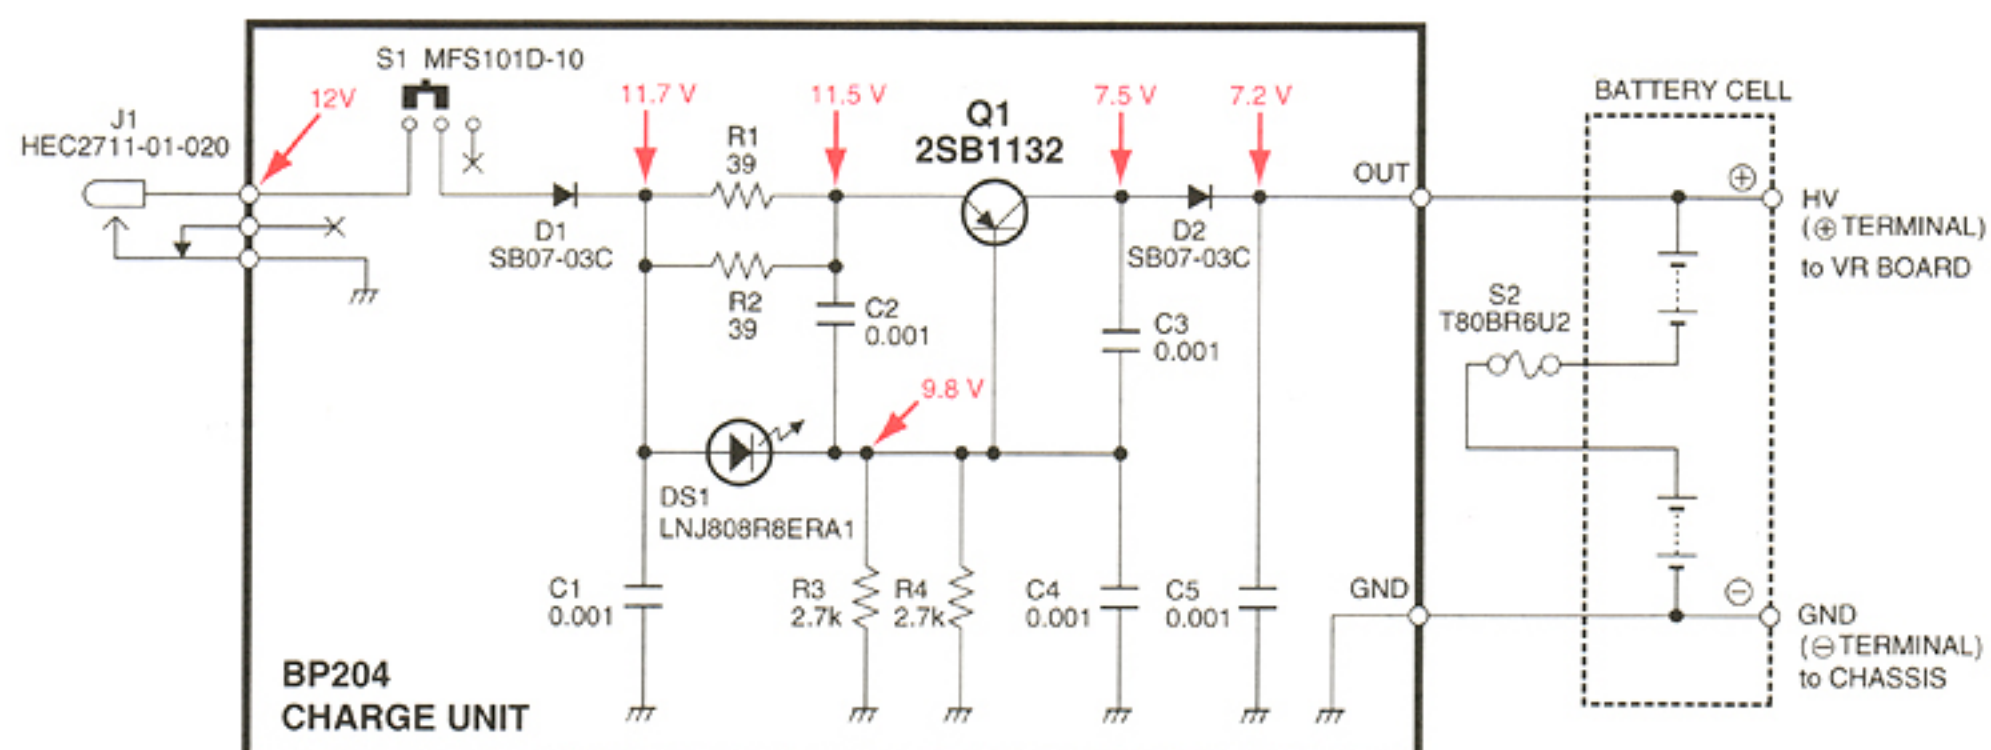 S1 MFS101D-10
12V
11.7 V
11.5 V
7.5 V
7.2 V
BATTERY CELL
J1
HEC2711-01-020
R1
39
Q1
2SB1132
OUT
⊕
HV
(⊕ TERMINAL)
to VR BOARD
D1
SB07-03C
D2
SB07-03C
R2
39
C2
0.001
C3
0.001
S2
T80BR6U2
9.8 V
DS1
LNJ808R8ERA1
C1
0.001
R3
2.7k
R4
2.7k
C4
0.001
C5
0.001
GND
⊖
GND
(⊖ TERMINAL)
to CHASSIS
BP204
CHARGE UNIT